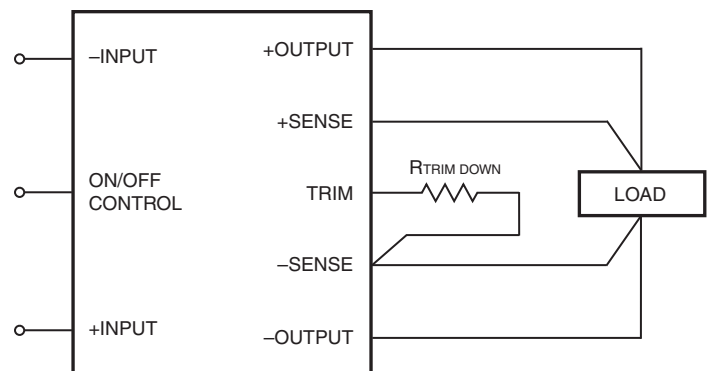 –INPUT
+OUTPUT
+SENSE
RTRIM DOWN
ON/OFF
CONTROL
TRIM
LOAD
–SENSE
+INPUT
–OUTPUT